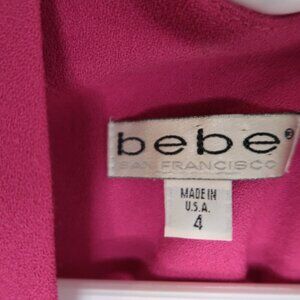 bebe®
SAN FRANCISCO
MADE IN
U.S.A.
4